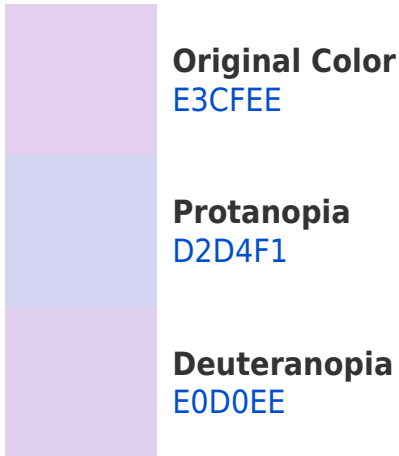 Original Color
E3CFEE
Protanopia
D2D4F1
Deuteranopia
E0D0EE